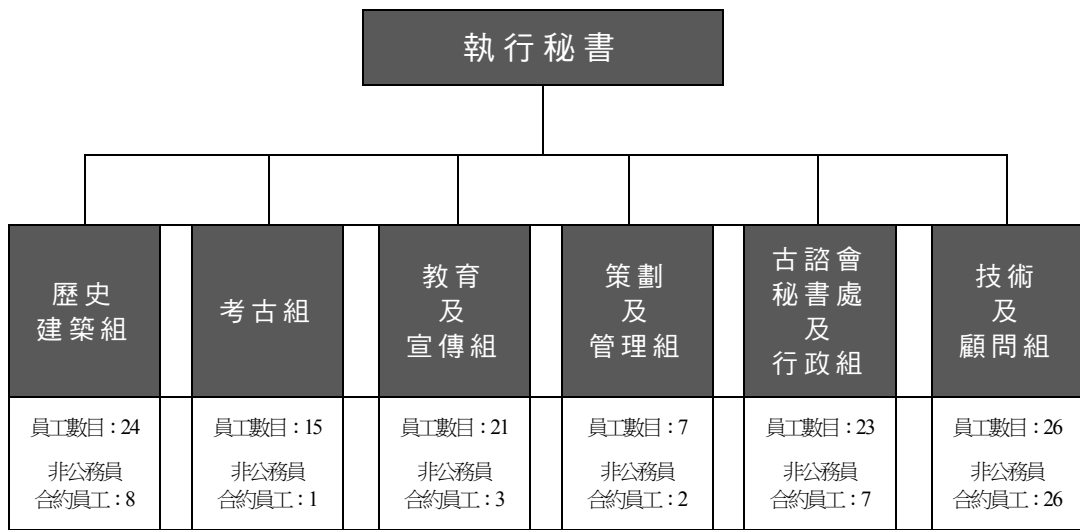 執行秘書
歷史
建築組
考古組
教育
及
宣傳組
策劃
及
管理組
古諮會
秘書處
及
行政組
技術
及
顧問組
員工數目：24
非公務員
合約員工：8
員工數目：15
非公務員
合約員工：1
員工數目：21
非公務員
合約員工：3
員工數目：7
非公務員
合約員工：2
員工數目：23
非公務員
合約員工：7
員工數目：26
非公務員
合約員工：26